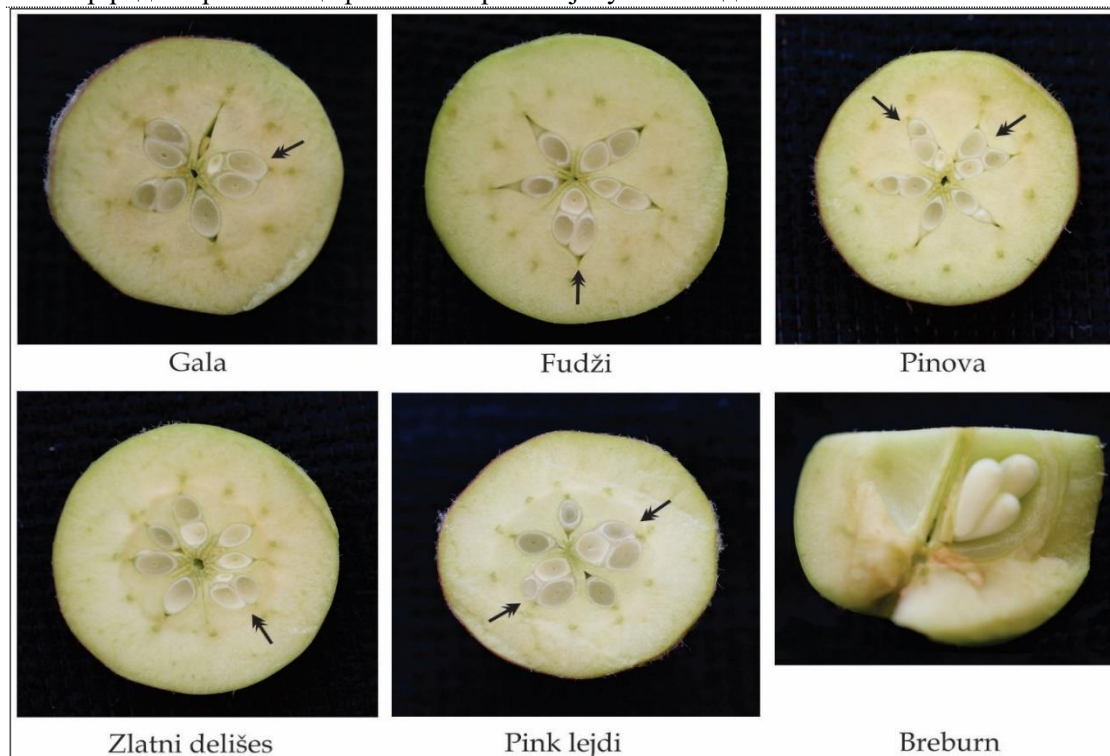 Gala
Fudži
Pinova
Zlatni delišes
Pink lejdi
Breburn